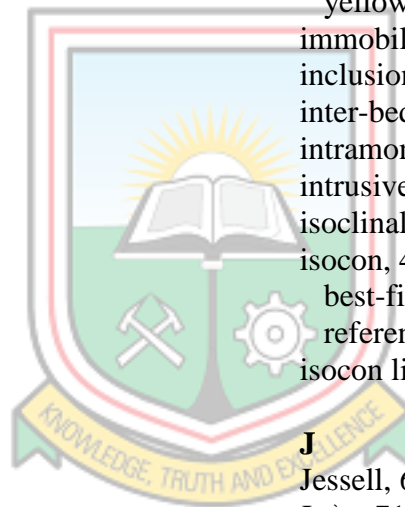 yellow
immobil
inclusion
inter-bed
intramor
intrusive
isoclinal
isocon, 4
best-fi
referen
isocon li
J
Jessell, 6
KNOWLEDGE, TRUTH AND EXCELLENCE